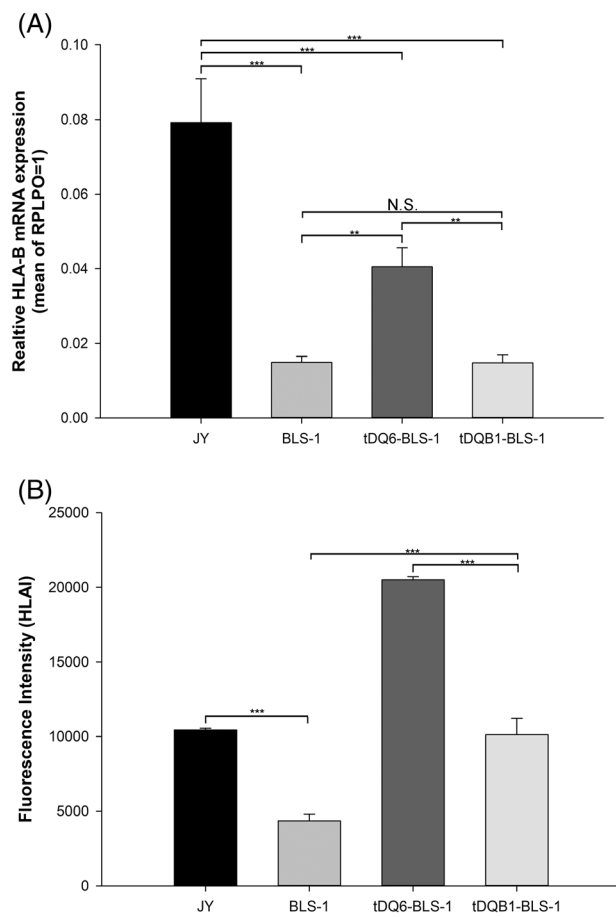 (A)
Realtive HLA-B mRNA expression
(mean of RPLPO=1)
0.10
0.08
0.06
0.04
0.02
0.00
***
***
***
N.S.
**
**
JY
BLS-1
tDQ6-BLS-1
tDQB1-BLS-1
(B)
Fluorescence Intensity (HLAI)
25000
20000
15000
10000
5000
0
***
***
***
JY
BLS-1
tDQ6-BLS-1
tDQB1-BLS-1